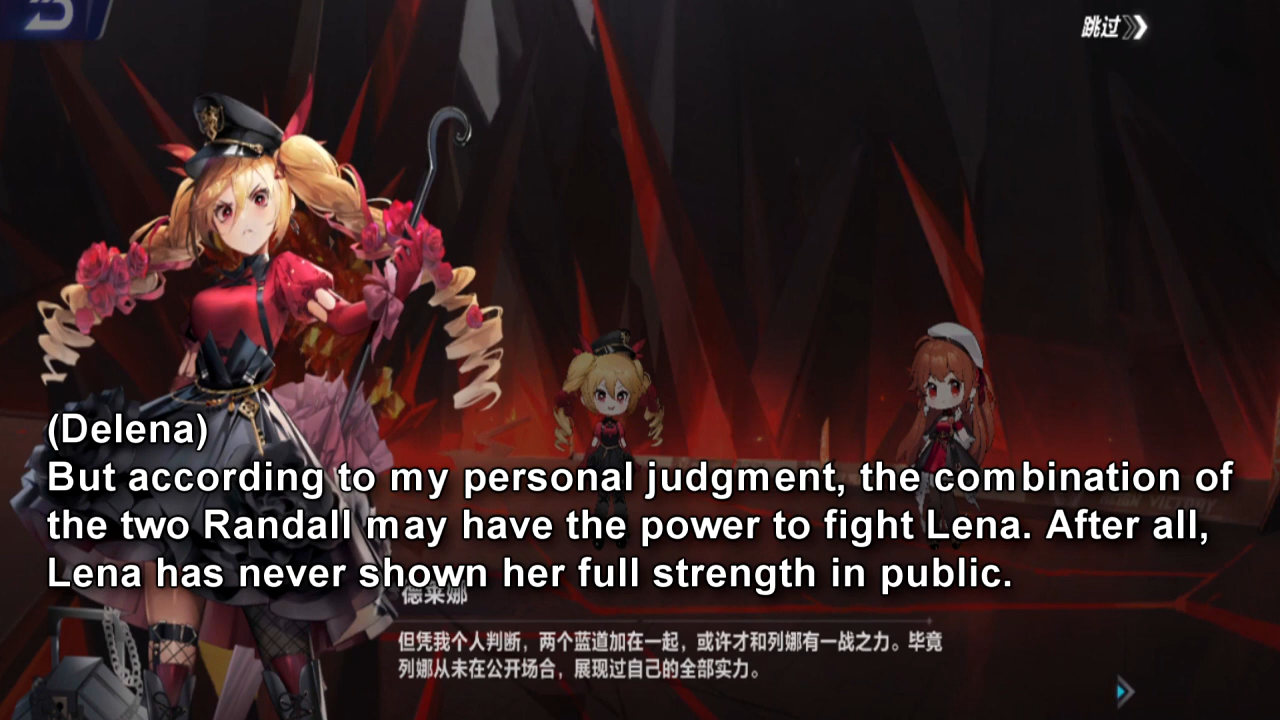 跳过
(Delena)
But according to my personal judgment, the combination of
the two Randall may have the power to fight Lena. After all,
Lena has never shown her full strength in public.
德莱娜
但凭我个人判断，两个蓝道加在一起，或许才和列娜有一战之力。毕竟
列娜从未在公开场合，展现过自己的全部实力。